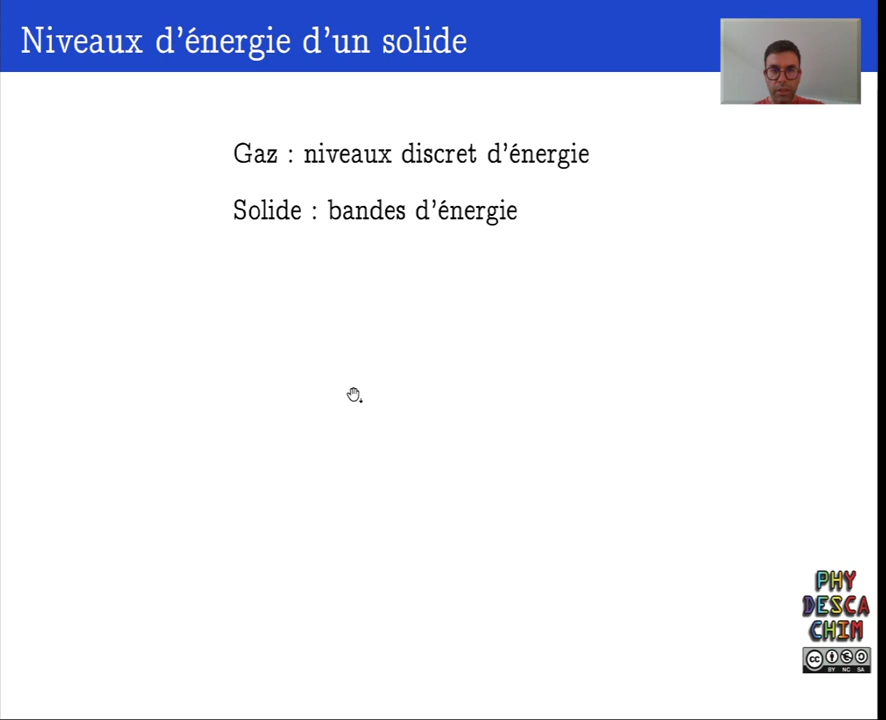 Niveaux d'énergie d'un solide
Gaz : niveaux discret d'énergie
Solide : bandes d'énergie
PHY
DESCA
CHIM
cc
BY NC SA